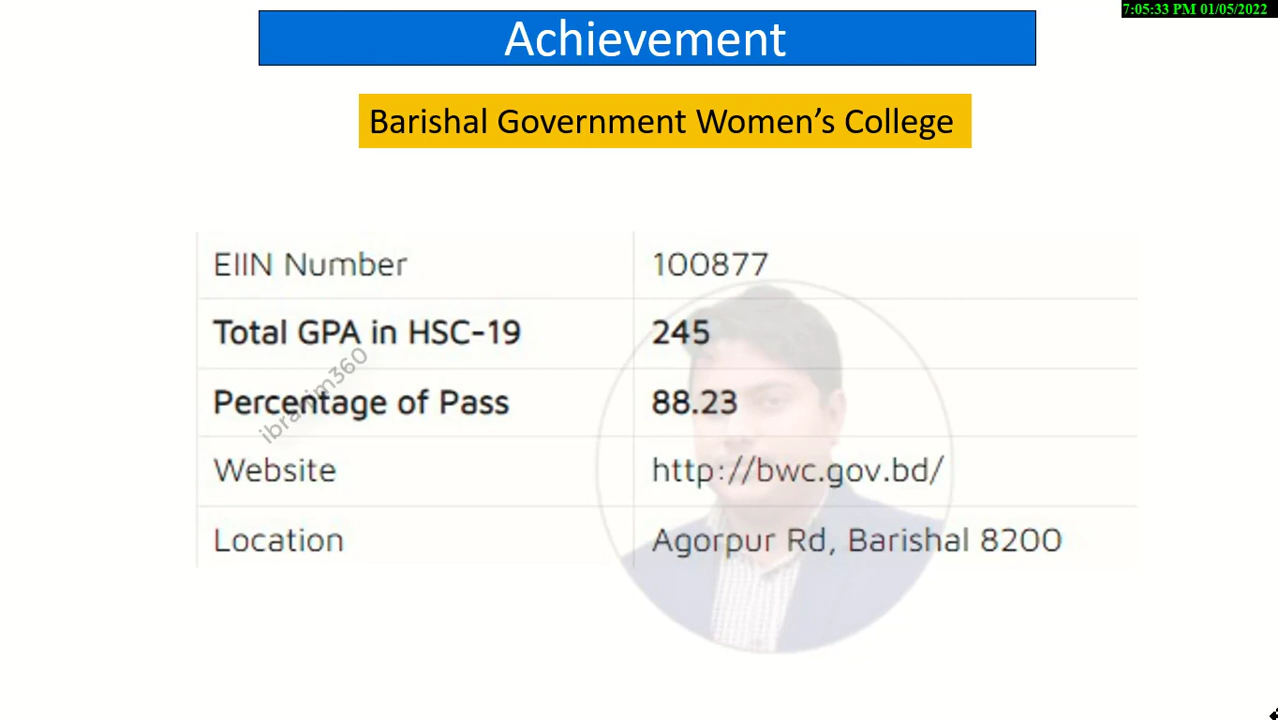 7:05:33 PM 01/05/2022
Achievement
Barishal Government Women’s College
EIIN Number 100877
Total GPA in HSC-19 245
Percentage of Pass 88.23
Website http://bwc.gov.bd/
Location Agorpur Rd, Barishal 8200
ibrahim360